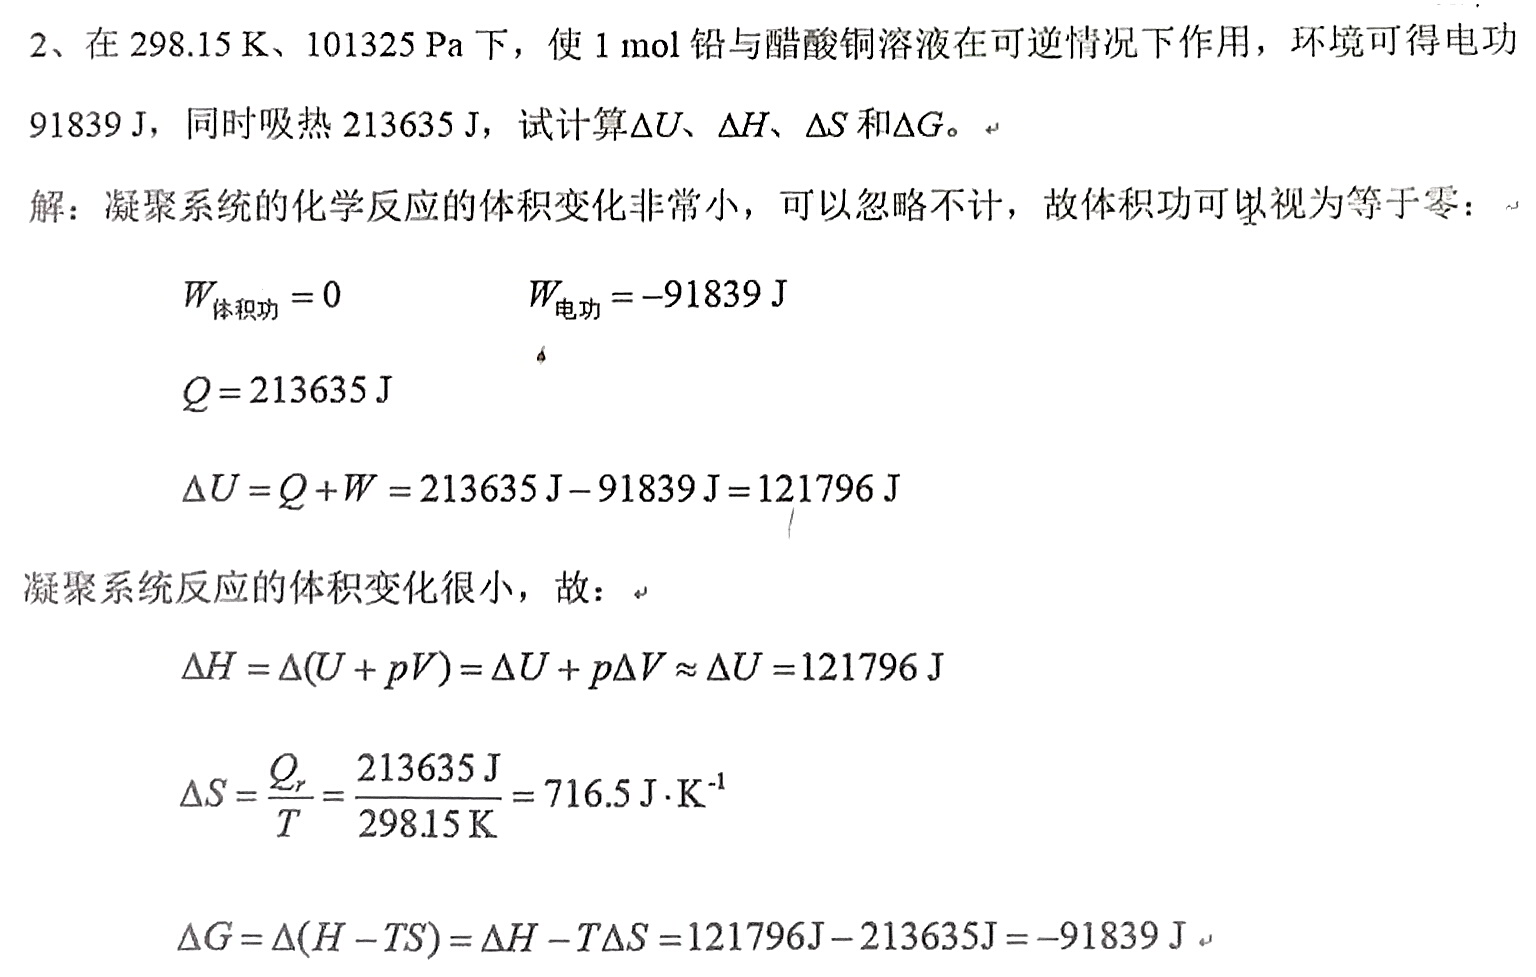 2、在 298.15 K、101325 Pa 下，使 1 mol 铅与醋酸铜溶液在可逆情况下作用，环境可得电功
91839 J，同时吸热 213635 J，试计算ΔU、ΔH、ΔS 和ΔG。
解：凝聚系统的化学反应的体积变化非常小，可以忽略不计，故体积功可以视为等于零：
W体积功 = 0 W电功 = −91839 J
Q = 213635 J
ΔU = Q + W = 213635 J − 91839 J = 121796 J
凝聚系统反应的体积变化很小，故：
ΔH = Δ(U + pV) = ΔU + pΔV ≈ ΔU = 121796 J
ΔS = Qr/T = 213635 J/298.15 K = 716.5 J·K⁻¹
ΔG = Δ(H − TS) = ΔH − TΔS = 121796J − 213635J = −91839 J